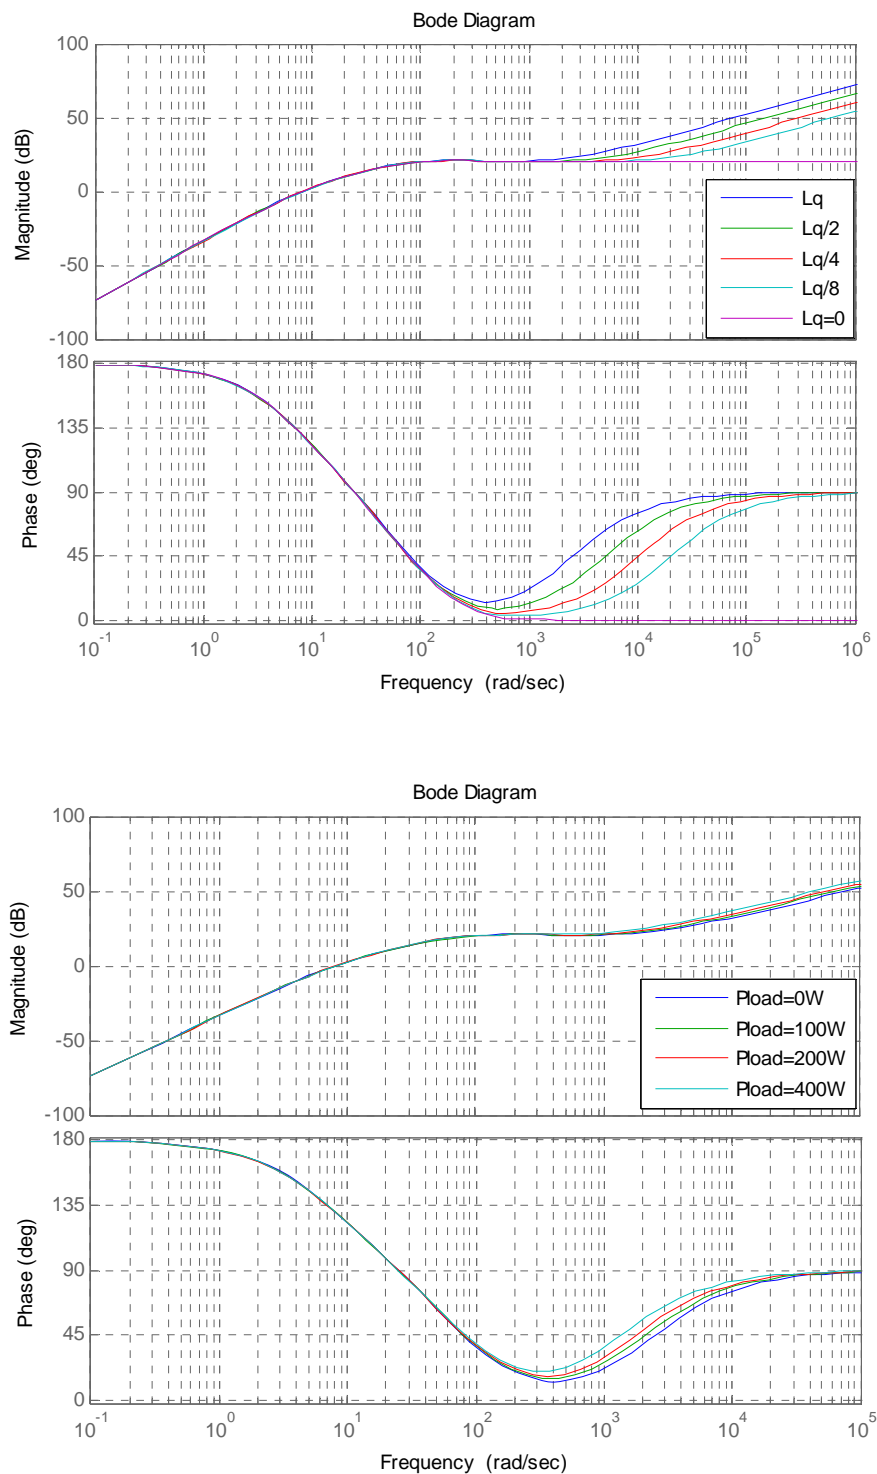 Bode Diagram
Magnitude (dB)
100
50
0
-50
-100
Lq
Lq/2
Lq/4
Lq/8
Lq=0
Phase (deg)
180
135
90
45
0
10^-1 10^0 10^1 10^2 10^3 10^4 10^5 10^6
Frequency (rad/sec)
Bode Diagram
Magnitude (dB)
100
50
0
-50
-100
Pload=0W
Pload=100W
Pload=200W
Pload=400W
Phase (deg)
180
135
90
45
0
10^-1 10^0 10^1 10^2 10^3 10^4 10^5
Frequency (rad/sec)